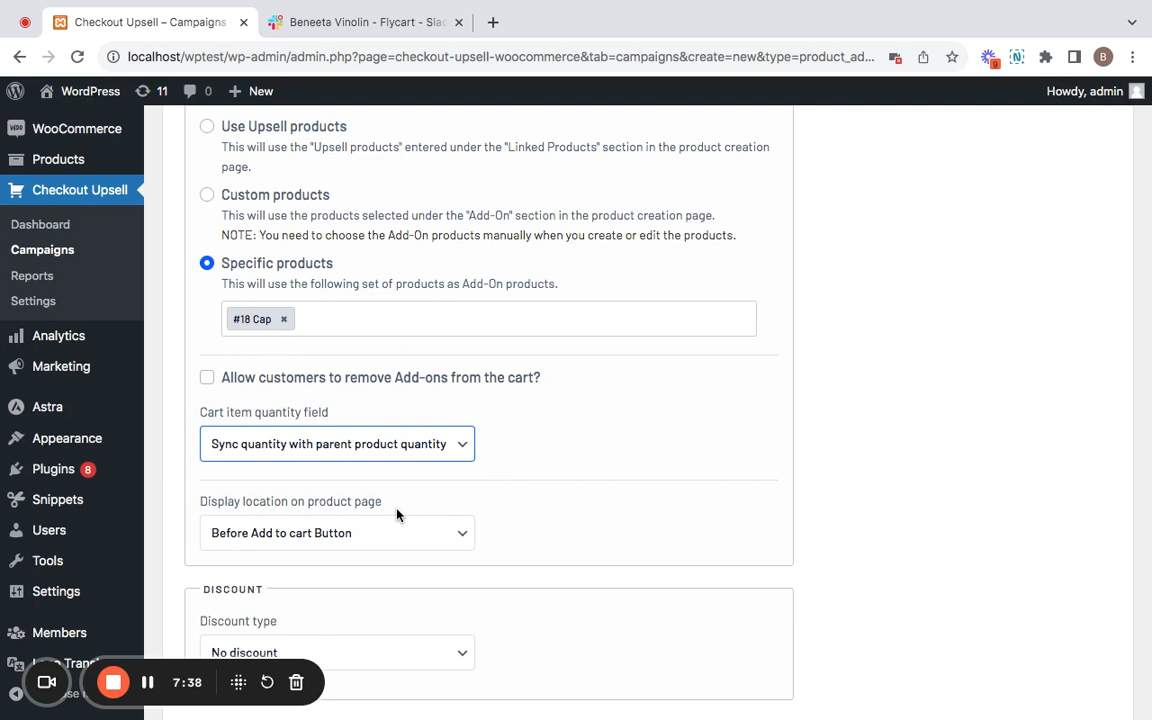 Checkout Upsell – Campaigns
Beneeta Vinolin - Flycart - Sla
localhost/wptest/wp-admin/admin.php?page=checkout-upsell-woocommerce&tab=campaigns&create=new&type=product_ad...
9
B
WordPress
11
0
New
Howdy, admin
WooCommerce
Products
Checkout Upsell
Dashboard
Campaigns
Reports
Settings
Analytics
Marketing
Astra
Appearance
Plugins 8
Snippets
Users
Tools
Settings
Members
Use Upsell products
This will use the "Upsell products" entered under the "Linked Products" section in the product creation
page.
Custom products
This will use the products selected under the "Add-On" section in the product creation page.
NOTE: You need to choose the Add-On products manually when you create or edit the products.
Specific products
This will use the following set of products as Add-On products.
#18 Cap ×
Allow customers to remove Add-ons from the cart?
Cart item quantity field
Sync quantity with parent product quantity
Display location on product page
Before Add to cart Button
DISCOUNT
Discount type
No discount
7:38